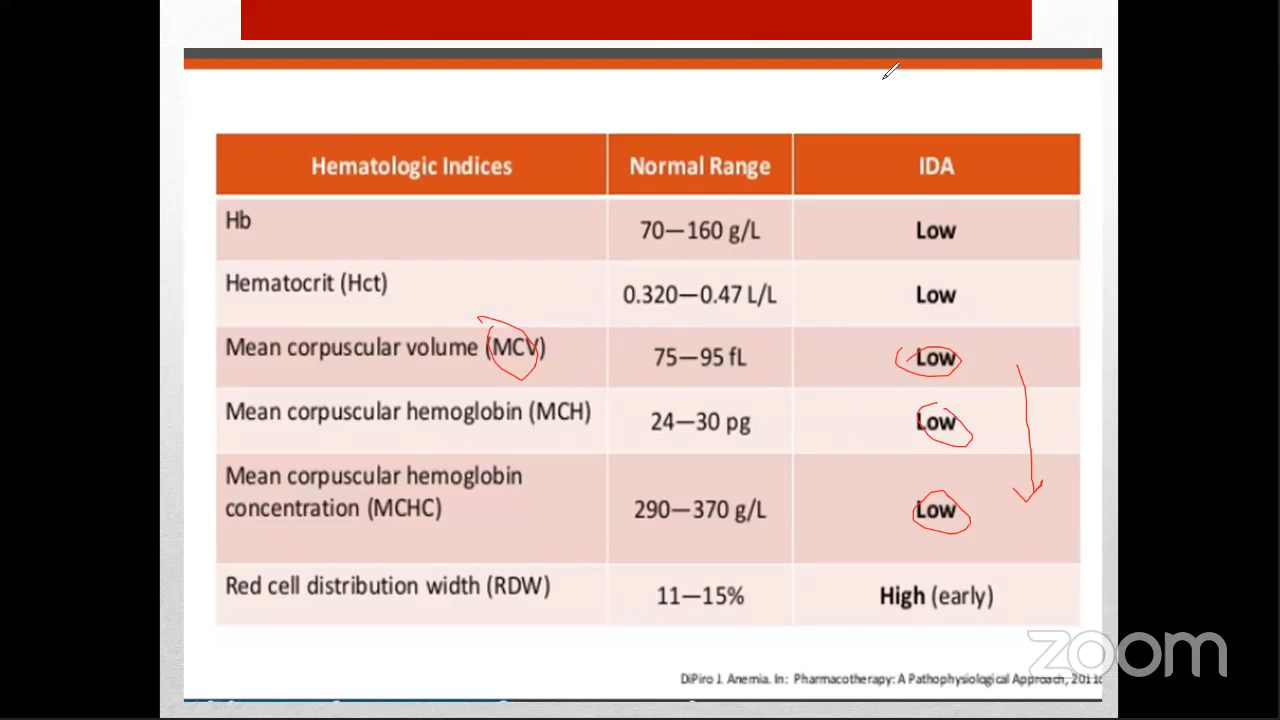 Hematologic Indices Normal Range IDA
Hb 70—160 g/L Low
Hematocrit (Hct) 0.320—0.47 L/L Low
Mean corpuscular volume (MCV) 75—95 fL Low
Mean corpuscular hemoglobin (MCH) 24—30 pg Low
Mean corpuscular hemoglobin
concentration (MCHC) 290—370 g/L Low
Red cell distribution width (RDW) 11—15% High (early)
zoom
DiPiro J. Anemia. In: Pharmacotherapy: A Pathophysiological Approach,